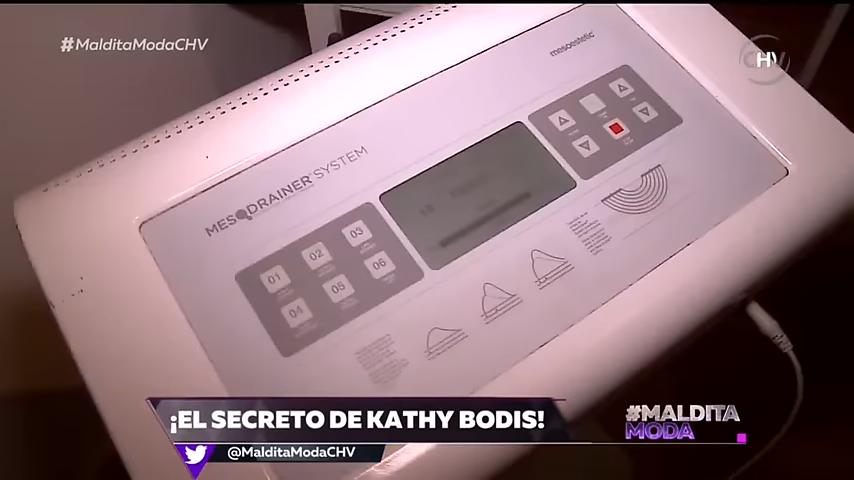 #MalditaModaCHV
CHV
mesoestetic
MESODRAINER SYSTEM
01
02
03
04
05
06
¡EL SECRETO DE KATHY BODIS!
@MalditaModaCHV
#MALDITA
MODA